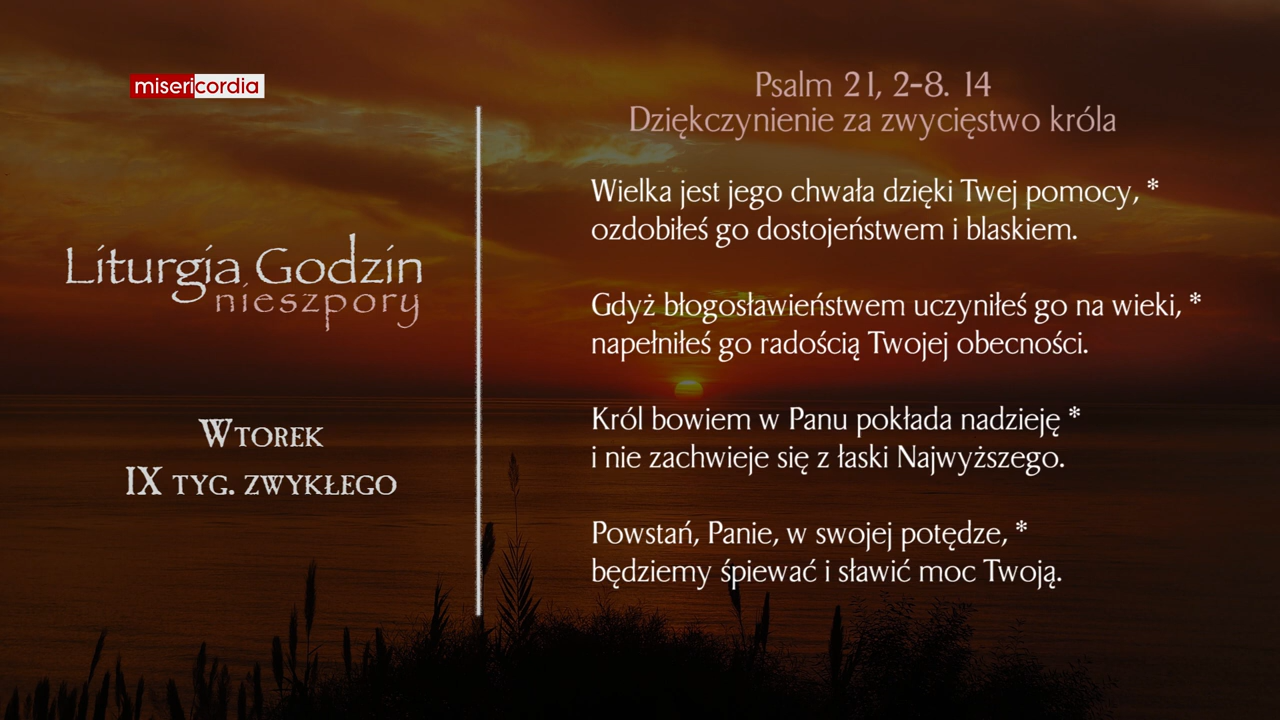 misericordia
Liturgia Godzin
nieszpory
Wtorek
IX tyg. zwykłego
Psalm 21, 2-8. 14
Dziękczynienie za zwycięstwo króla
Wielka jest jego chwała dzięki Twej pomocy, *
ozdobiłeś go dostojeństwem i blaskiem.
Gdyż błogosławieństwem uczyniłeś go na wieki, *
napełniłeś go radością Twojej obecności.
Król bowiem w Panu pokłada nadzieję *
i nie zachwieje się z łaski Najwyższego.
Powstań, Panie, w swojej potędze, *
będziemy śpiewać i sławić moc Twoją.